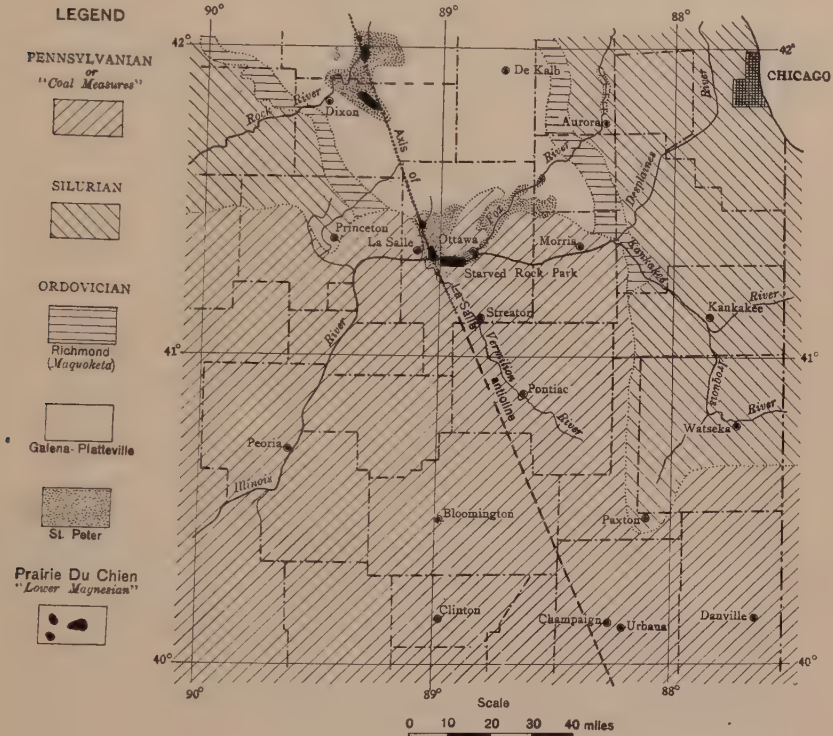 LEGEND
PENNSYLVANIAN
or
"Coal Measures"
SILURIAN
ORDOVICIAN
Richmond
(Maquoketa)
Galena-Platteville
St. Peter
Prairie Du Chien
"Lower Magnesian"
90°
89°
88°
42°
42°
De Kalb
CHICAGO
River
Rock River
Dixon
Aurora
Axis of
River
Fox
Desplaines
Princeton
La Salle
Ottawa
Morris
Starved Rock Park
Kankakee
River
La Salle
Streator
Kankakee
41°
41°
River
Vermilion
anticline
Iroquois
Pontiac
River
River
Watseka
Peoria
Illinois
Bloomington
Paxton
Clinton
Champaign
Urbana
Danville
40°
40°
90°
89°
88°
Scale
0 10 20 30 40 miles